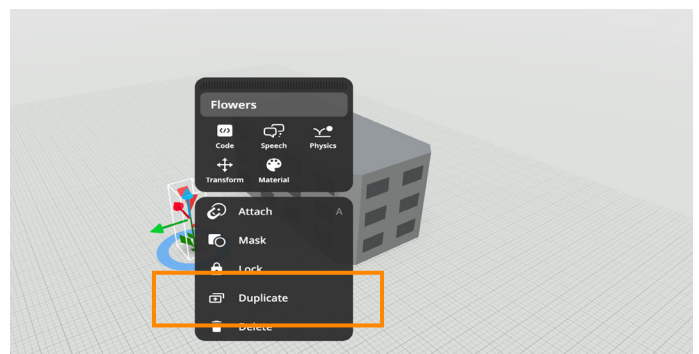 Flowers
Code Speech Physics
Transform Material
Attach A
Mask
Lock
Duplicate
Delete